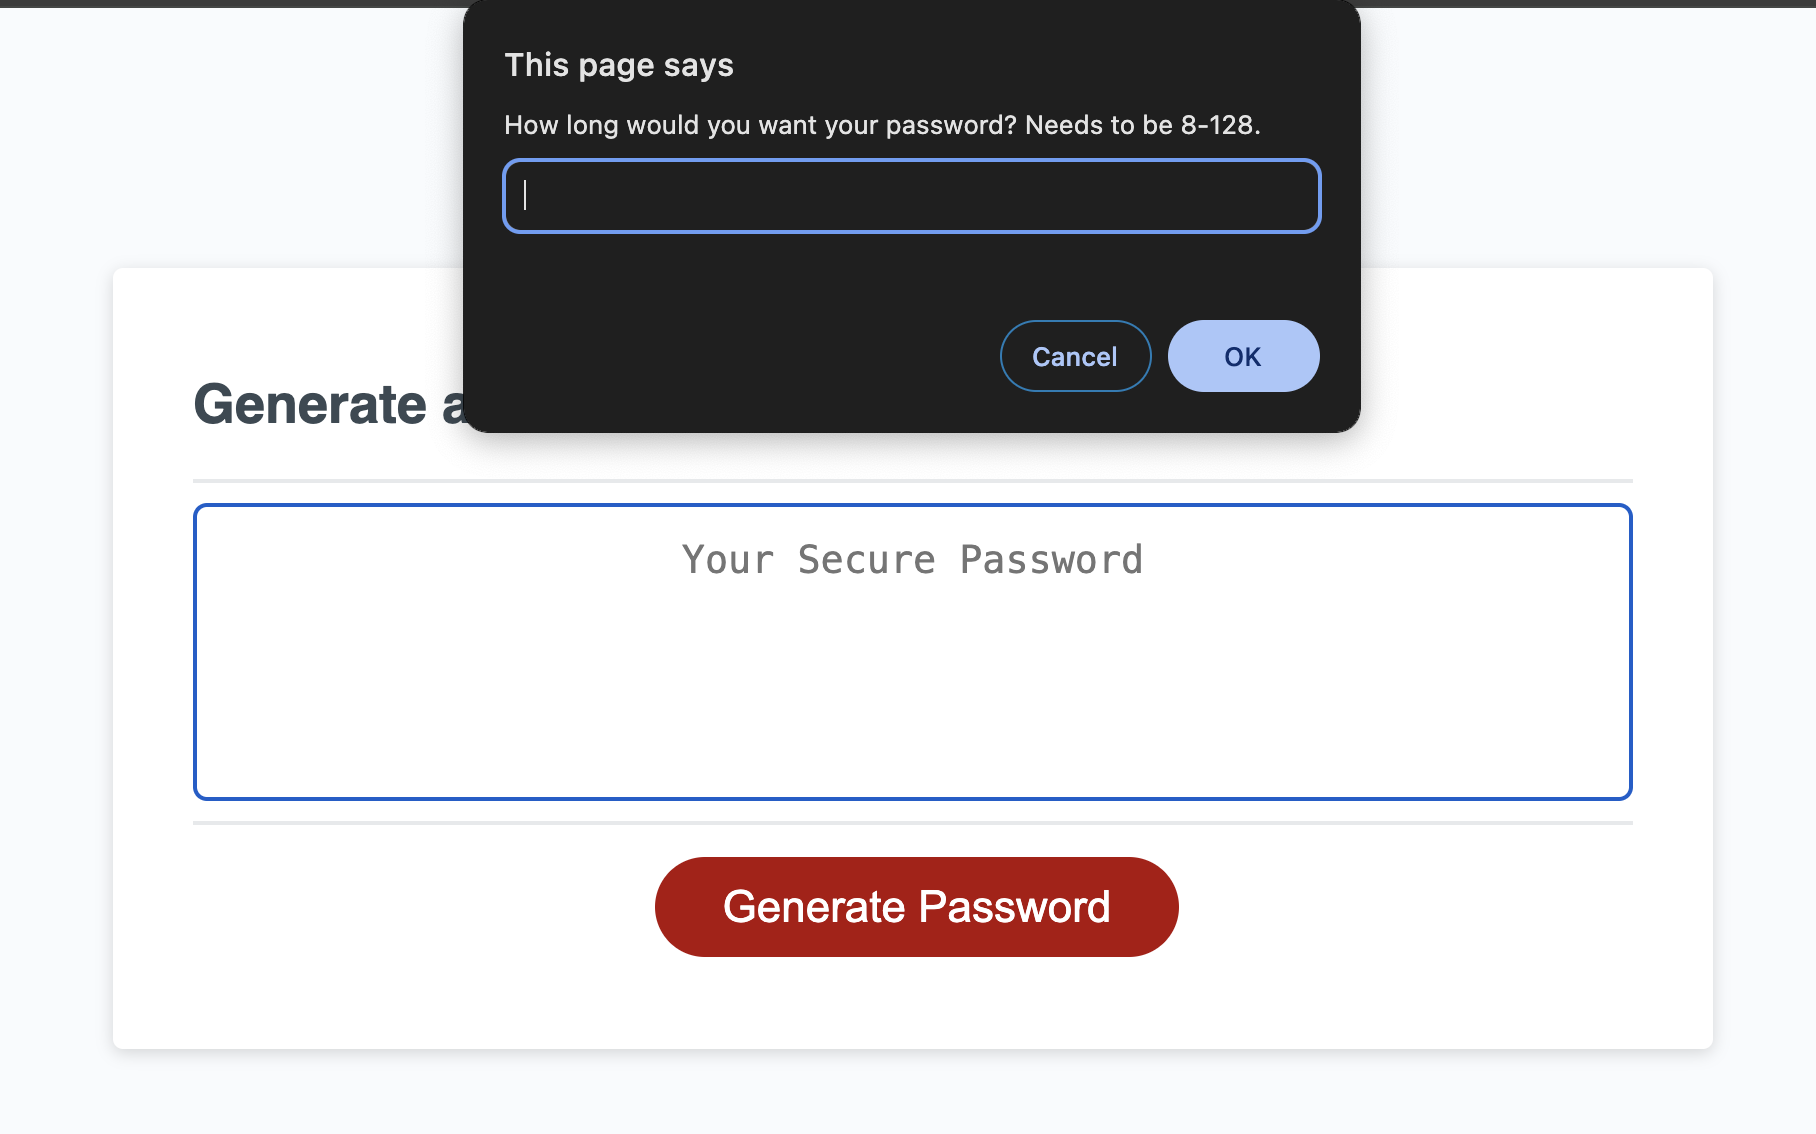 This page says
How long would you want your password? Needs to be 8-128.
Cancel
OK
Generate a
Your Secure Password
Generate Password